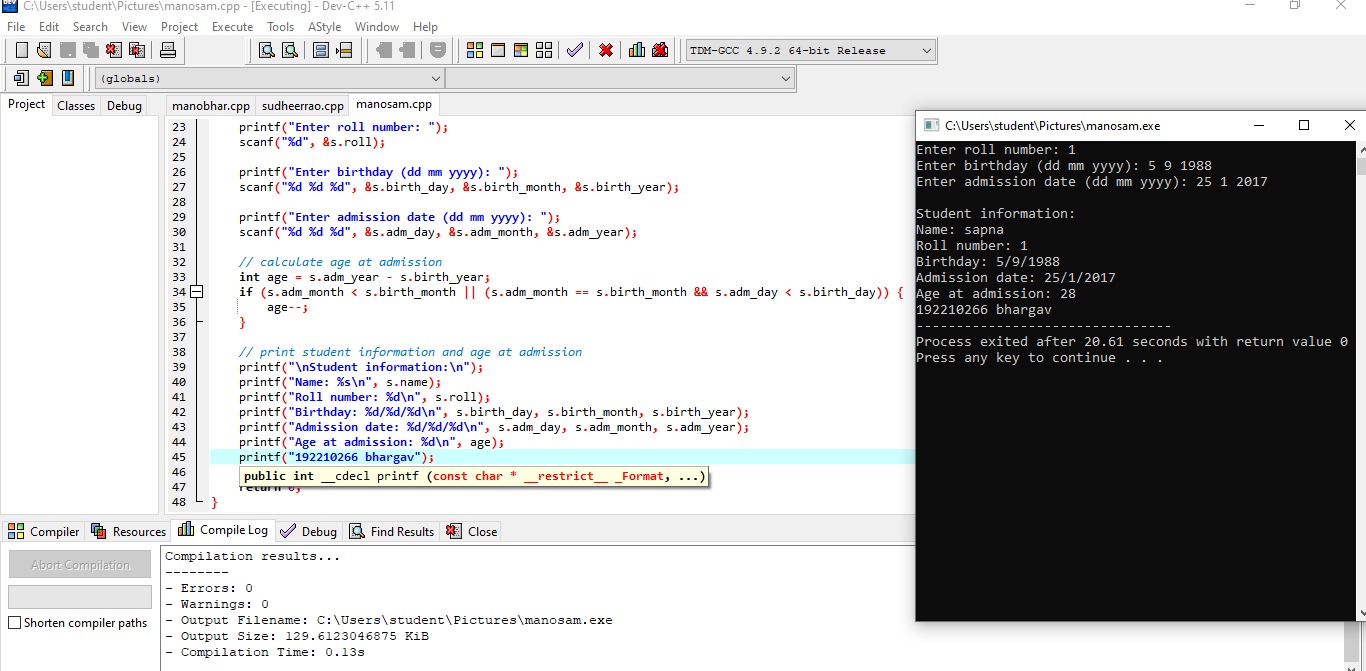 C:\Users\student\Pictures\manosam.cpp - [Executing] - Dev-C++ 5.11
File Edit Search View Project Execute Tools AStyle Window Help
TDM-GCC 4.9.2 64-bit Release
(globals)
Project Classes Debug
manobhar.cpp sudheerrao.cpp manosam.cpp
23 printf("Enter roll number: ");
24 scanf("%d", &s.roll);
25
26 printf("Enter birthday (dd mm yyyy): ");
27 scanf("%d %d %d", &s.birth_day, &s.birth_month, &s.birth_year);
28
29 printf("Enter admission date (dd mm yyyy): ");
30 scanf("%d %d %d", &s.adm_day, &s.adm_month, &s.adm_year);
31
32 // calculate age at admission
33 int age = s.adm_year - s.birth_year;
34 if (s.adm_month < s.birth_month || (s.adm_month == s.birth_month && s.adm_day < s.birth_day)) {
35 age--;
36 }
37
38 // print student information and age at admission
39 printf("\nStudent information:\n");
40 printf("Name: %s\n", s.name);
41 printf("Roll number: %d\n", s.roll);
42 printf("Birthday: %d/%d/%d\n", s.birth_day, s.birth_month, s.birth_year);
43 printf("Admission date: %d/%d/%d\n", s.adm_day, s.adm_month, s.adm_year);
44 printf("Age at admission: %d\n", age);
45 printf("192210266 bhargav");
46 public int __cdecl printf (const char * __restrict__ _Format, ...)
47 return 0;
48 }
C:\Users\student\Pictures\manosam.exe
Enter roll number: 1
Enter birthday (dd mm yyyy): 5 9 1988
Enter admission date (dd mm yyyy): 25 1 2017
Student information:
Name: sapna
Roll number: 1
Birthday: 5/9/1988
Admission date: 25/1/2017
Age at admission: 28
192210266 bhargav
--------------------------------
Process exited after 20.61 seconds with return value 0
Press any key to continue . . .
Compiler Resources Compile Log Debug Find Results Close
Abort Compilation
Shorten compiler paths
Compilation results...
--------
- Errors: 0
- Warnings: 0
- Output Filename: C:\Users\student\Pictures\manosam.exe
- Output Size: 129.6123046875 KiB
- Compilation Time: 0.13s